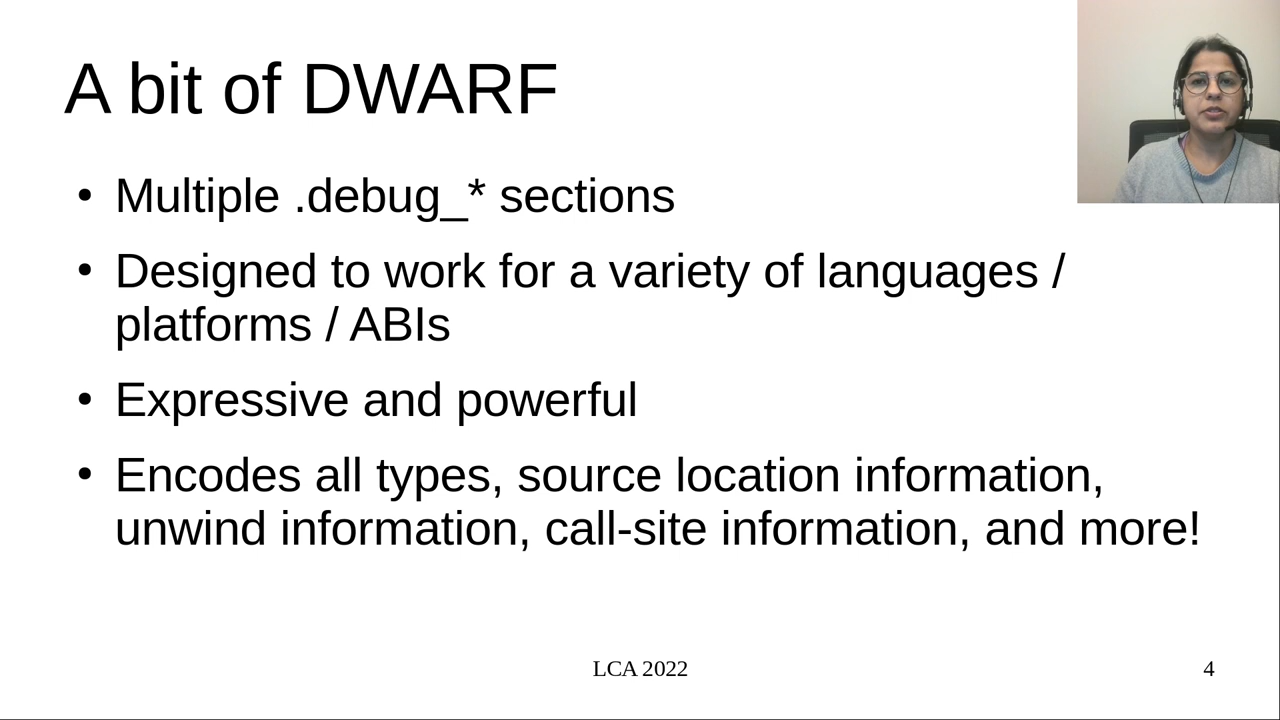 A bit of DWARF
• Multiple .debug_* sections
• Designed to work for a variety of languages /
platforms / ABIs
• Expressive and powerful
• Encodes all types, source location information,
unwind information, call-site information, and more!
LCA 2022
4